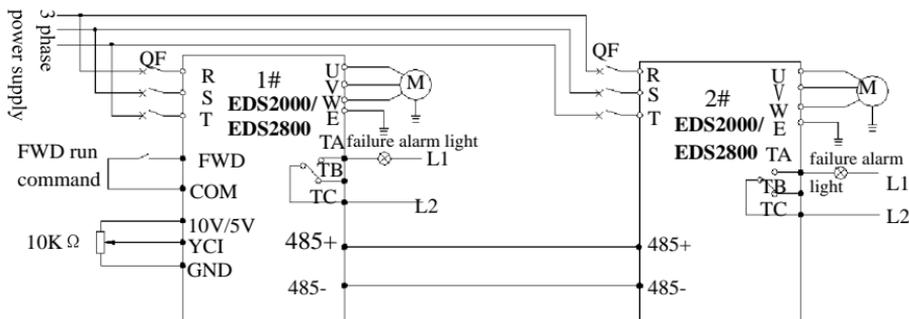 3 phase
power supply
QF
R
S
T
1#
EDS2000/
EDS2800
U
V
W
E
M
TA
failure alarm light
L1
TB
TC
L2
FWD run
command
FWD
COM
10V/5V
10K Ω
YCI
GND
485+
485-
QF
R
S
T
2#
EDS2000/
EDS2800
U
V
W
E
M
TA
failure alarm
light
L1
TB
TC
L2
485+
485-